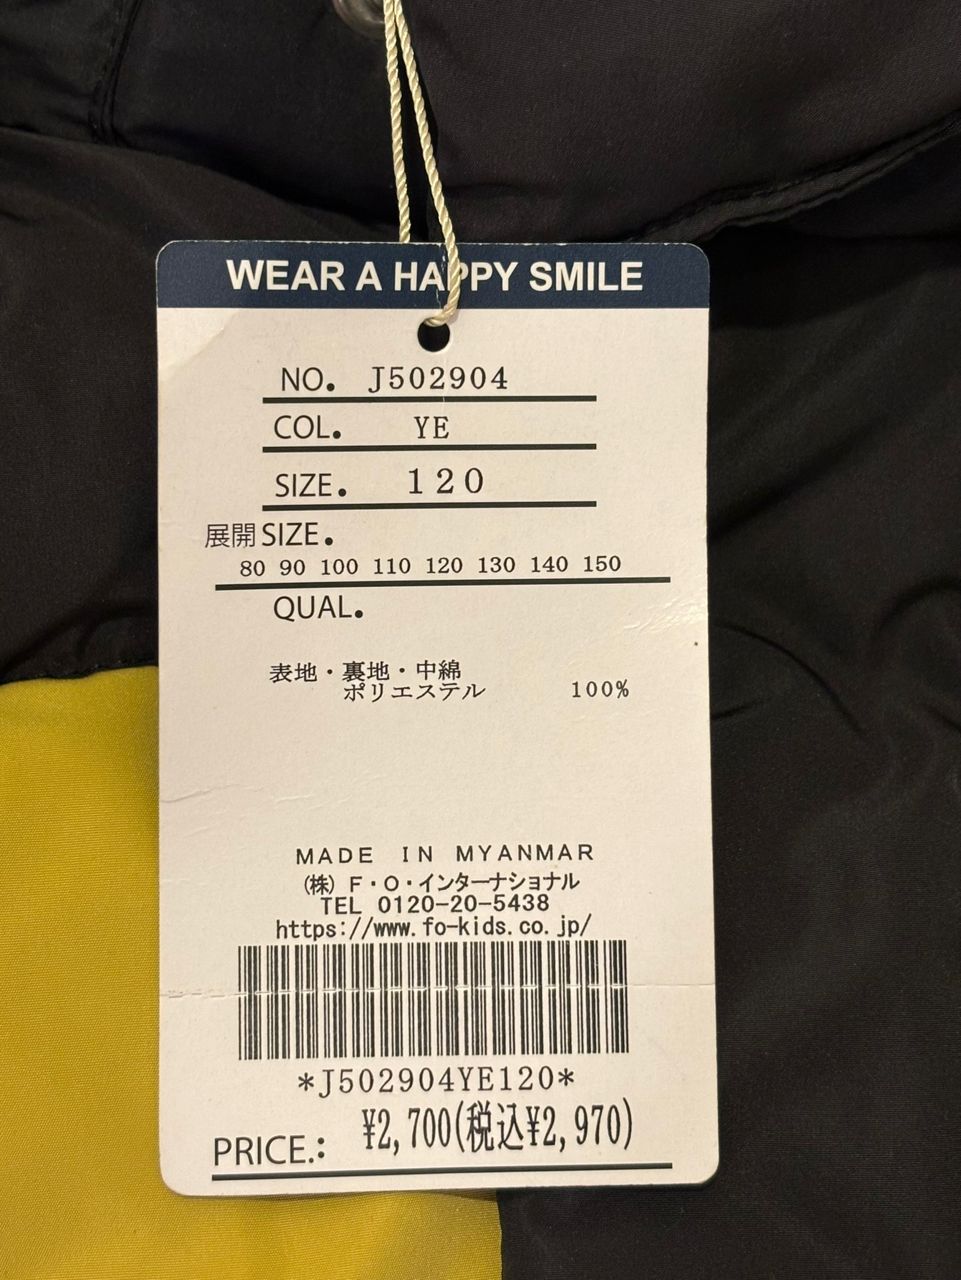 WEAR A HAPPY SMILE
NO. J502904
COL. YE
SIZE. 120
展開SIZE.
80 90 100 110 120 130 140 150
QUAL.
表地・裏地・中綿
ポリエステル 100%
MADE IN MYANMAR
(株) F・O・インターナショナル
TEL 0120-20-5438
https://www.fo-kids.co.jp/
*J502904YE120*
PRICE.: ¥2,700(税込¥2,970)